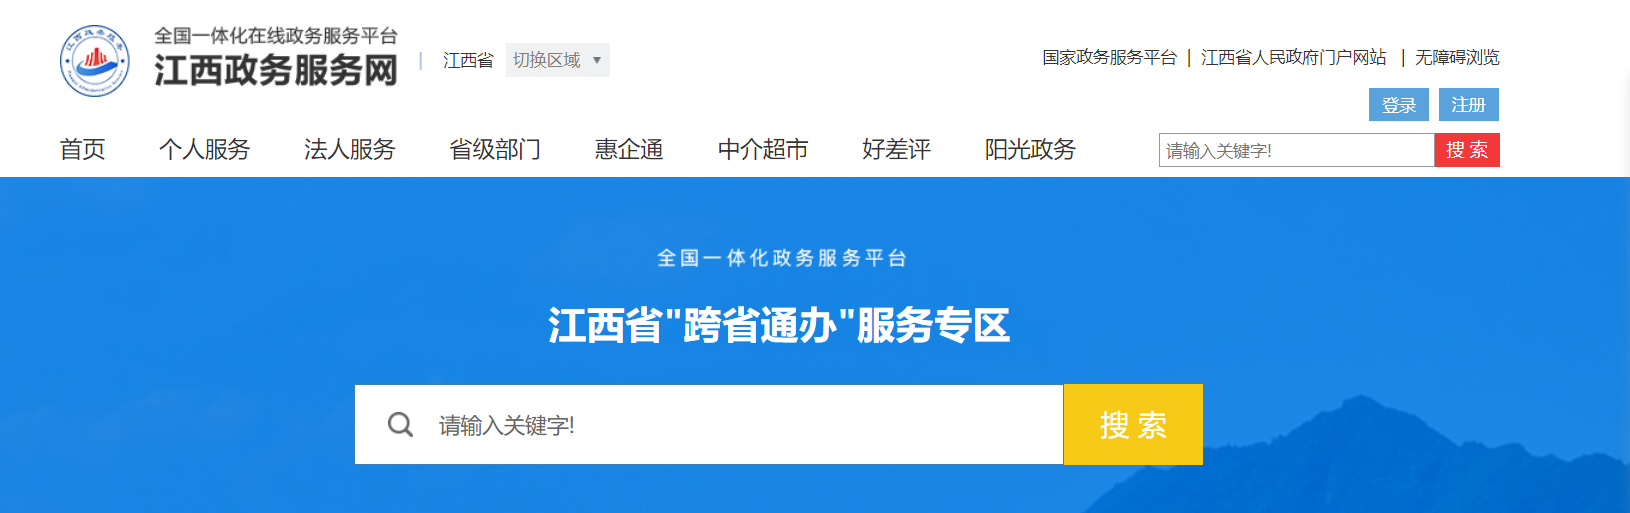 全国一体化在线政务服务平台
江西政务服务网
江西省 切换区域
国家政务服务平台 | 江西省人民政府门户网站 | 无障碍浏览
登录 注册
首页 个人服务 法人服务 省级部门 惠企通 中介超市 好差评 阳光政务
请输入关键字! 搜 索
全国一体化政务服务平台
江西省"跨省通办"服务专区
请输入关键字! 搜 索